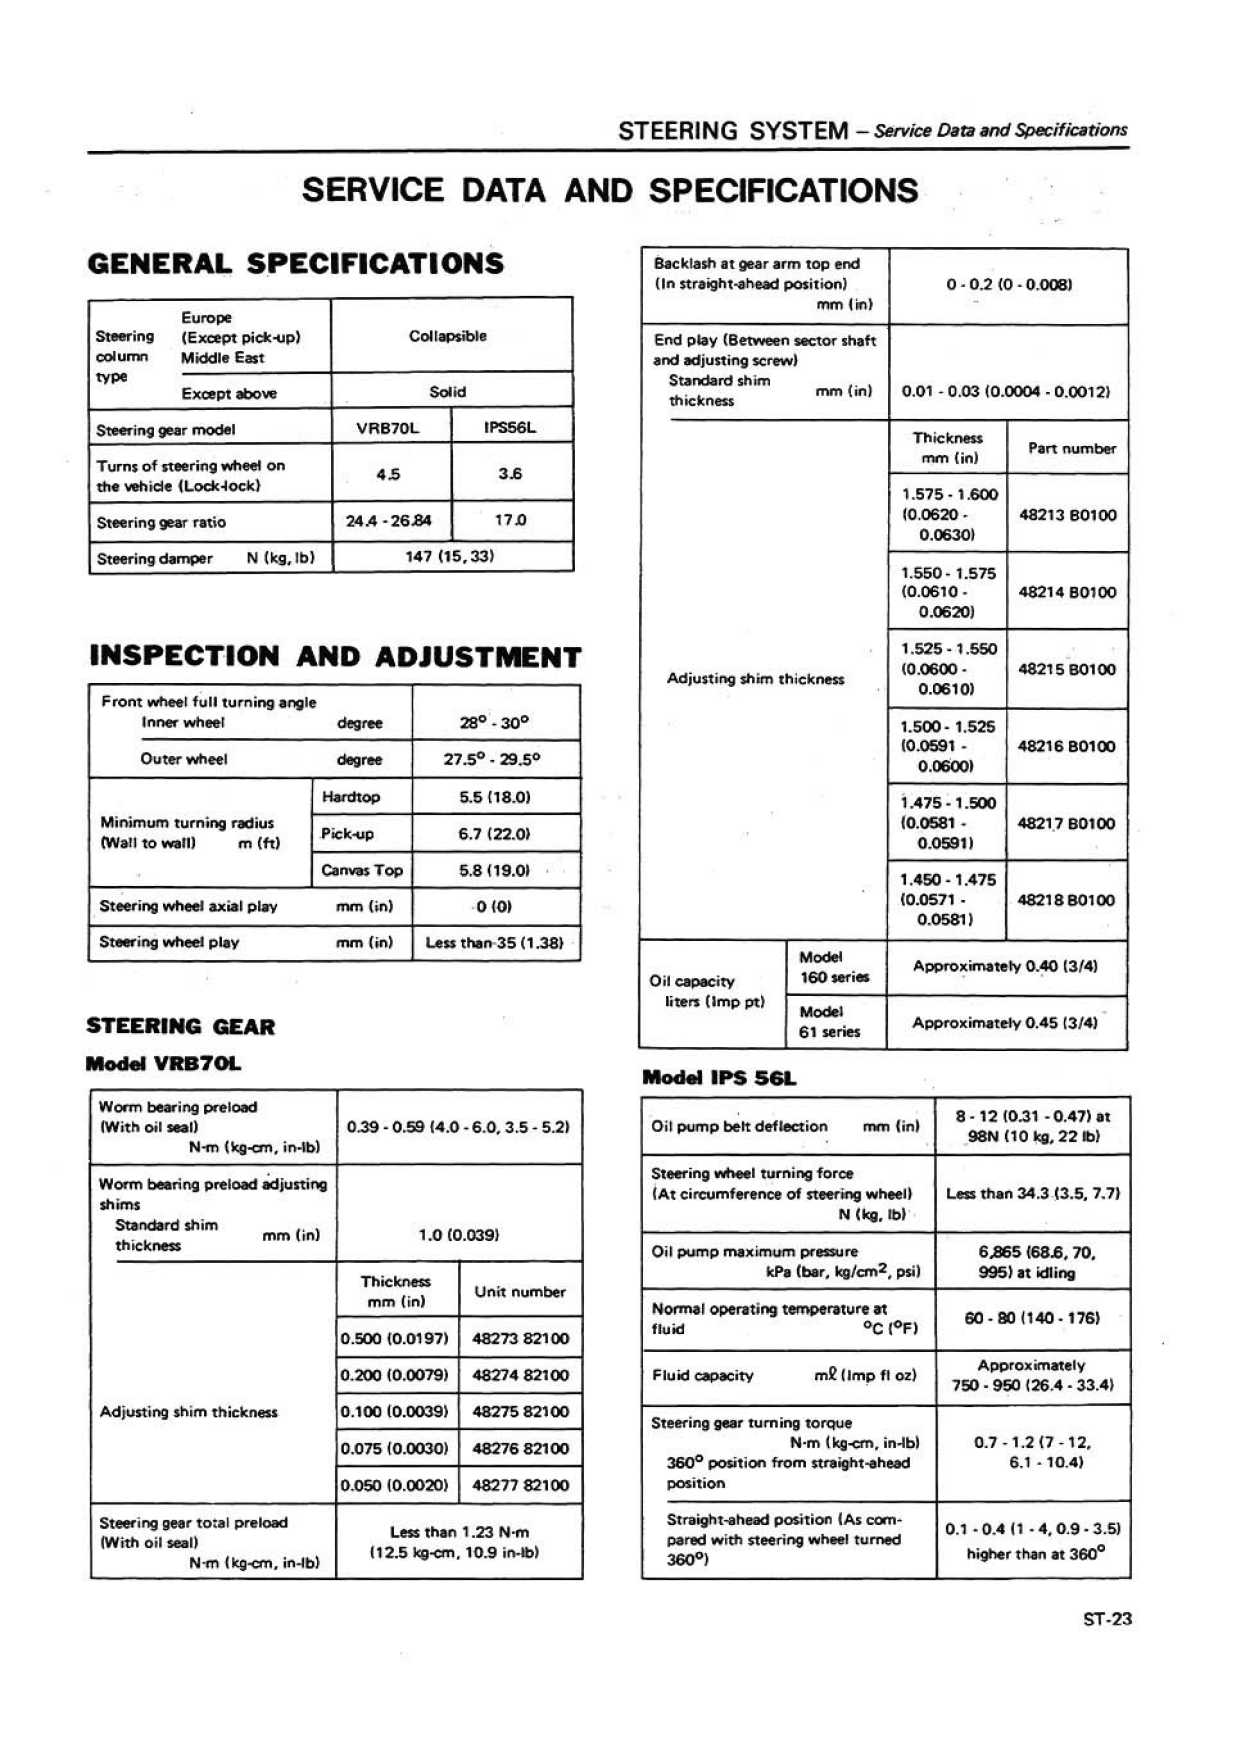 STEERING SYSTEM – Service Data and Specifications
SERVICE DATA AND SPECIFICATIONS
GENERAL SPECIFICATIONS
Steering column type
Europe
(Except pick-up)
Middle East
Collapsible
Except above
Solid
Steering gear model
VRB70L
IPS56L
Turns of steering wheel on
the vehicle (Lock-lock)
4.5
3.6
Steering gear ratio
24.4 - 26.84
17.0
Steering damper N (kg, lb)
147 (15, 33)
INSPECTION AND ADJUSTMENT
Front wheel full turning angle
Inner wheel degree
28° - 30°
Outer wheel degree
27.5° - 29.5°
Minimum turning radius
(Wall to wall) m (ft)
Hardtop
5.5 (18.0)
Pick-up
6.7 (22.0)
Canvas Top
5.8 (19.0)
Steering wheel axial play mm (in)
0 (0)
Steering wheel play mm (in)
Less than 35 (1.38)
STEERING GEAR
Model VRB70L
Worm bearing preload
(With oil seal)
N·m (kg-cm, in-lb)
0.39 - 0.59 (4.0 - 6.0, 3.5 - 5.2)
Worm bearing preload adjusting
shims
Standard shim
thickness
mm (in)
1.0 (0.039)
Adjusting shim thickness
Thickness
mm (in)
Unit number
0.500 (0.0197)
48273 82100
0.200 (0.0079)
48274 82100
0.100 (0.0039)
48275 82100
0.075 (0.0030)
48276 82100
0.050 (0.0020)
48277 82100
Steering gear total preload
(With oil seal)
N·m (kg-cm, in-lb)
Less than 1.23 N·m
(12.5 kg-cm, 10.9 in-lb)
Backlash at gear arm top end
(In straight-ahead position)
mm (in)
0 - 0.2 (0 - 0.008)
End play (Between sector shaft
and adjusting screw)
Standard shim
thickness
mm (in)
0.01 - 0.03 (0.0004 - 0.0012)
Adjusting shim thickness
Thickness
mm (in)
Part number
1.575 - 1.600
(0.0620 -
0.0630)
48213 B0100
1.550 - 1.575
(0.0610 -
0.0620)
48214 B0100
1.525 - 1.550
(0.0600 -
0.0610)
48215 B0100
1.500 - 1.525
(0.0591 -
0.0600)
48216 B0100
1.475 - 1.500
(0.0581 -
0.0591)
48217 B0100
1.450 - 1.475
(0.0571 -
0.0581)
48218 B0100
Oil capacity
liters (Imp pt)
Model
160 series
Approximately 0.40 (3/4)
Model
61 series
Approximately 0.45 (3/4)
Model IPS 56L
Oil pump belt deflection mm (in)
8 - 12 (0.31 - 0.47) at
98N (10 kg, 22 lb)
Steering wheel turning force
(At circumference of steering wheel)
N (kg, lb)
Less than 34.3 (3.5, 7.7)
Oil pump maximum pressure
kPa (bar, kg/cm², psi)
6,865 (68.6, 70,
995) at idling
Normal operating temperature at
fluid °C (°F)
60 - 80 (140 - 176)
Fluid capacity mℓ (Imp fl oz)
Approximately
750 - 950 (26.4 - 33.4)
Steering gear turning torque
N·m (kg-cm, in-lb)
360° position from straight-ahead
position
0.7 - 1.2 (7 - 12,
6.1 - 10.4)
Straight-ahead position (As com-
pared with steering wheel turned
360°)
0.1 - 0.4 (1 - 4, 0.9 - 3.5)
higher than at 360°
ST-23